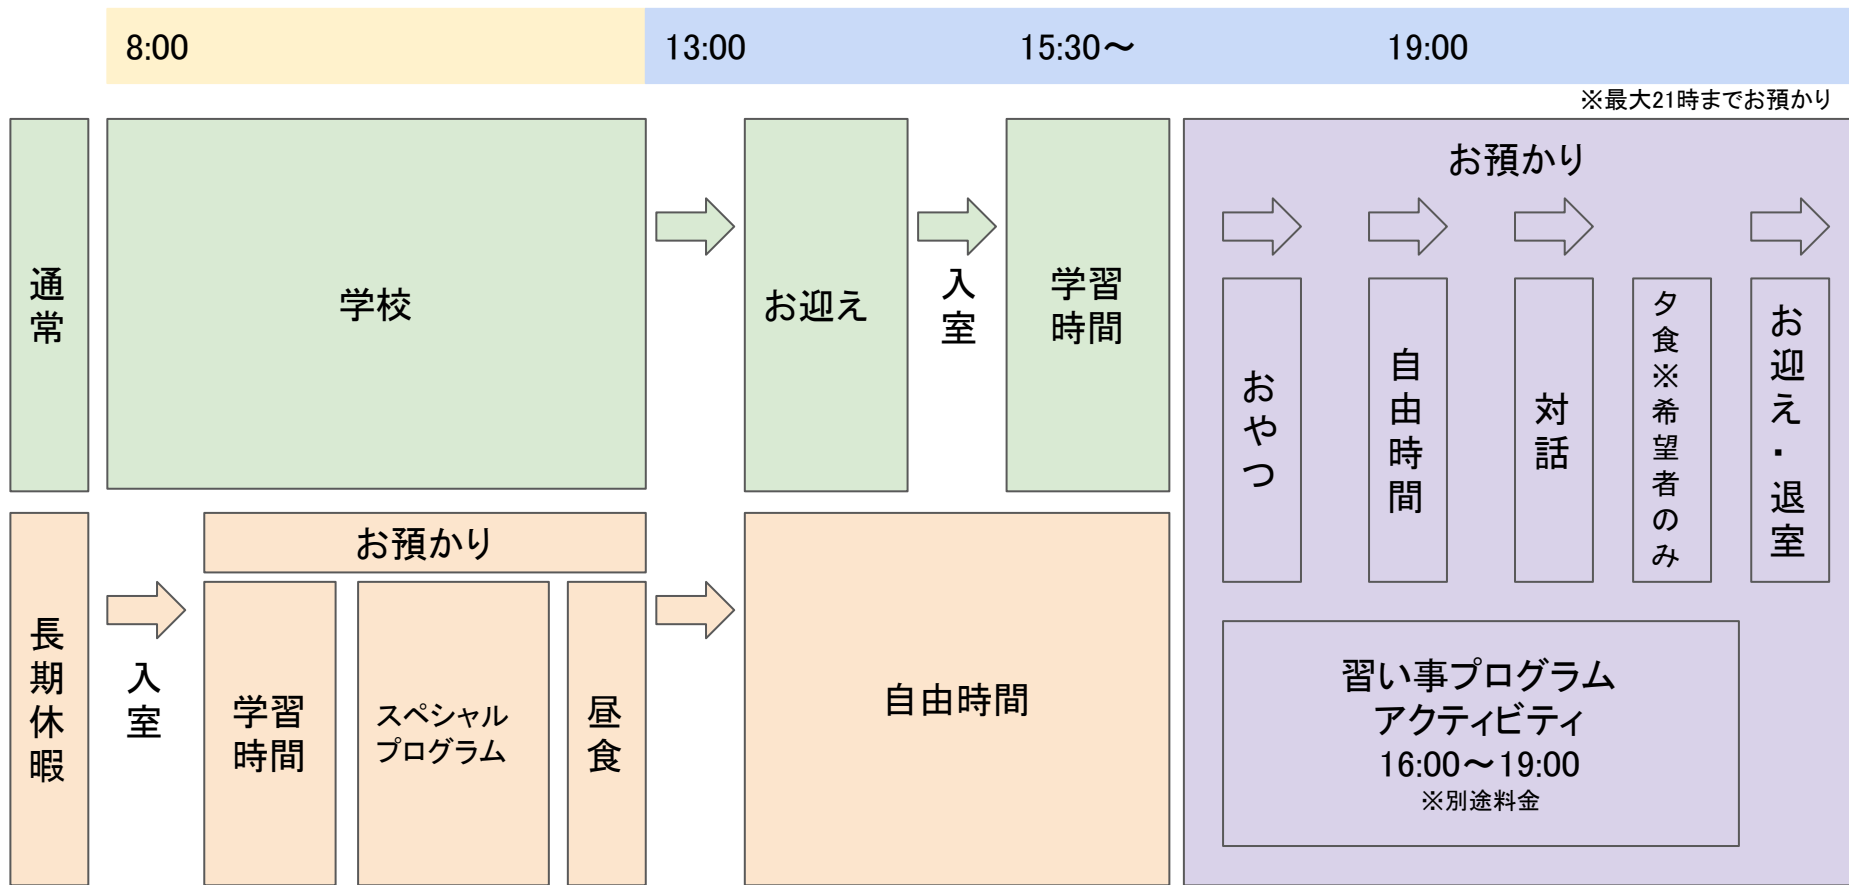 8:00
13:00
15:30～
19:00
※最大21時までお預かり
通常
学校
お迎え
入室
学習
時間
お預かり
おやつ
自由時間
対話
夕食※希望者のみ
お迎え・退室
長期休暇
入室
お預かり
学習
時間
スペシャル
プログラム
昼食
自由時間
習い事プログラム
アクティビティ
16:00～19:00
※別途料金